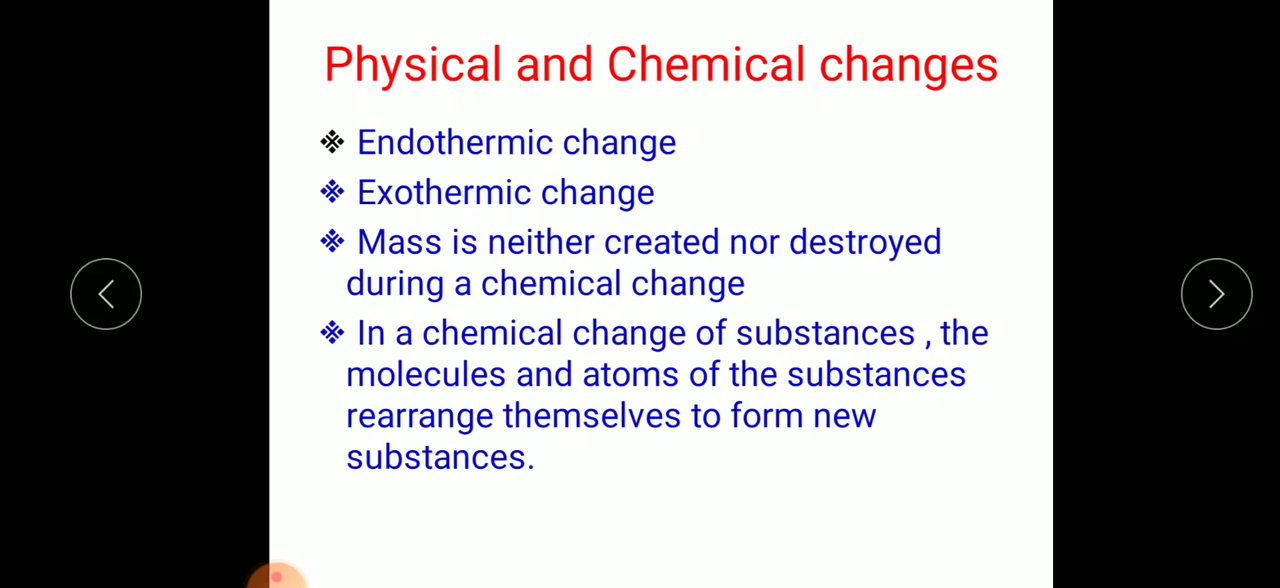 Physical and Chemical changes
❖ Endothermic change
❖ Exothermic change
❖ Mass is neither created nor destroyed
during a chemical change
❖ In a chemical change of substances , the
molecules and atoms of the substances
rearrange themselves to form new
substances.